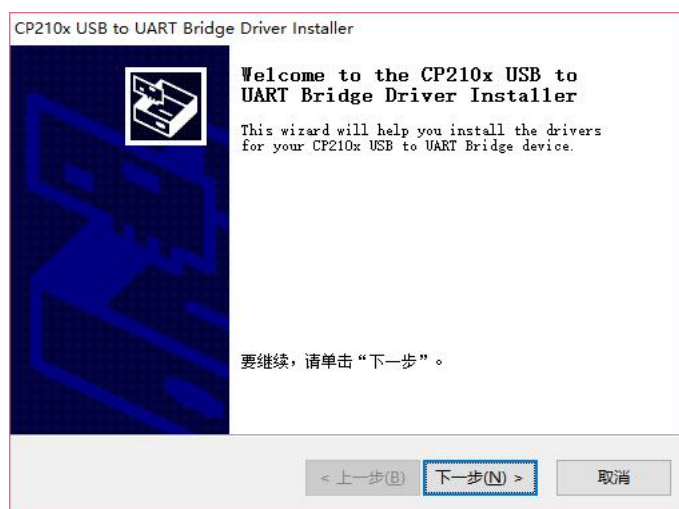 CP210x USB to UART Bridge Driver Installer
Welcome to the CP210x USB to
UART Bridge Driver Installer
This wizard will help you install the drivers
for your CP210x USB to UART Bridge device.
要继续，请单击“下一步”。
< 上一步(B)
下一步(N) >
取消